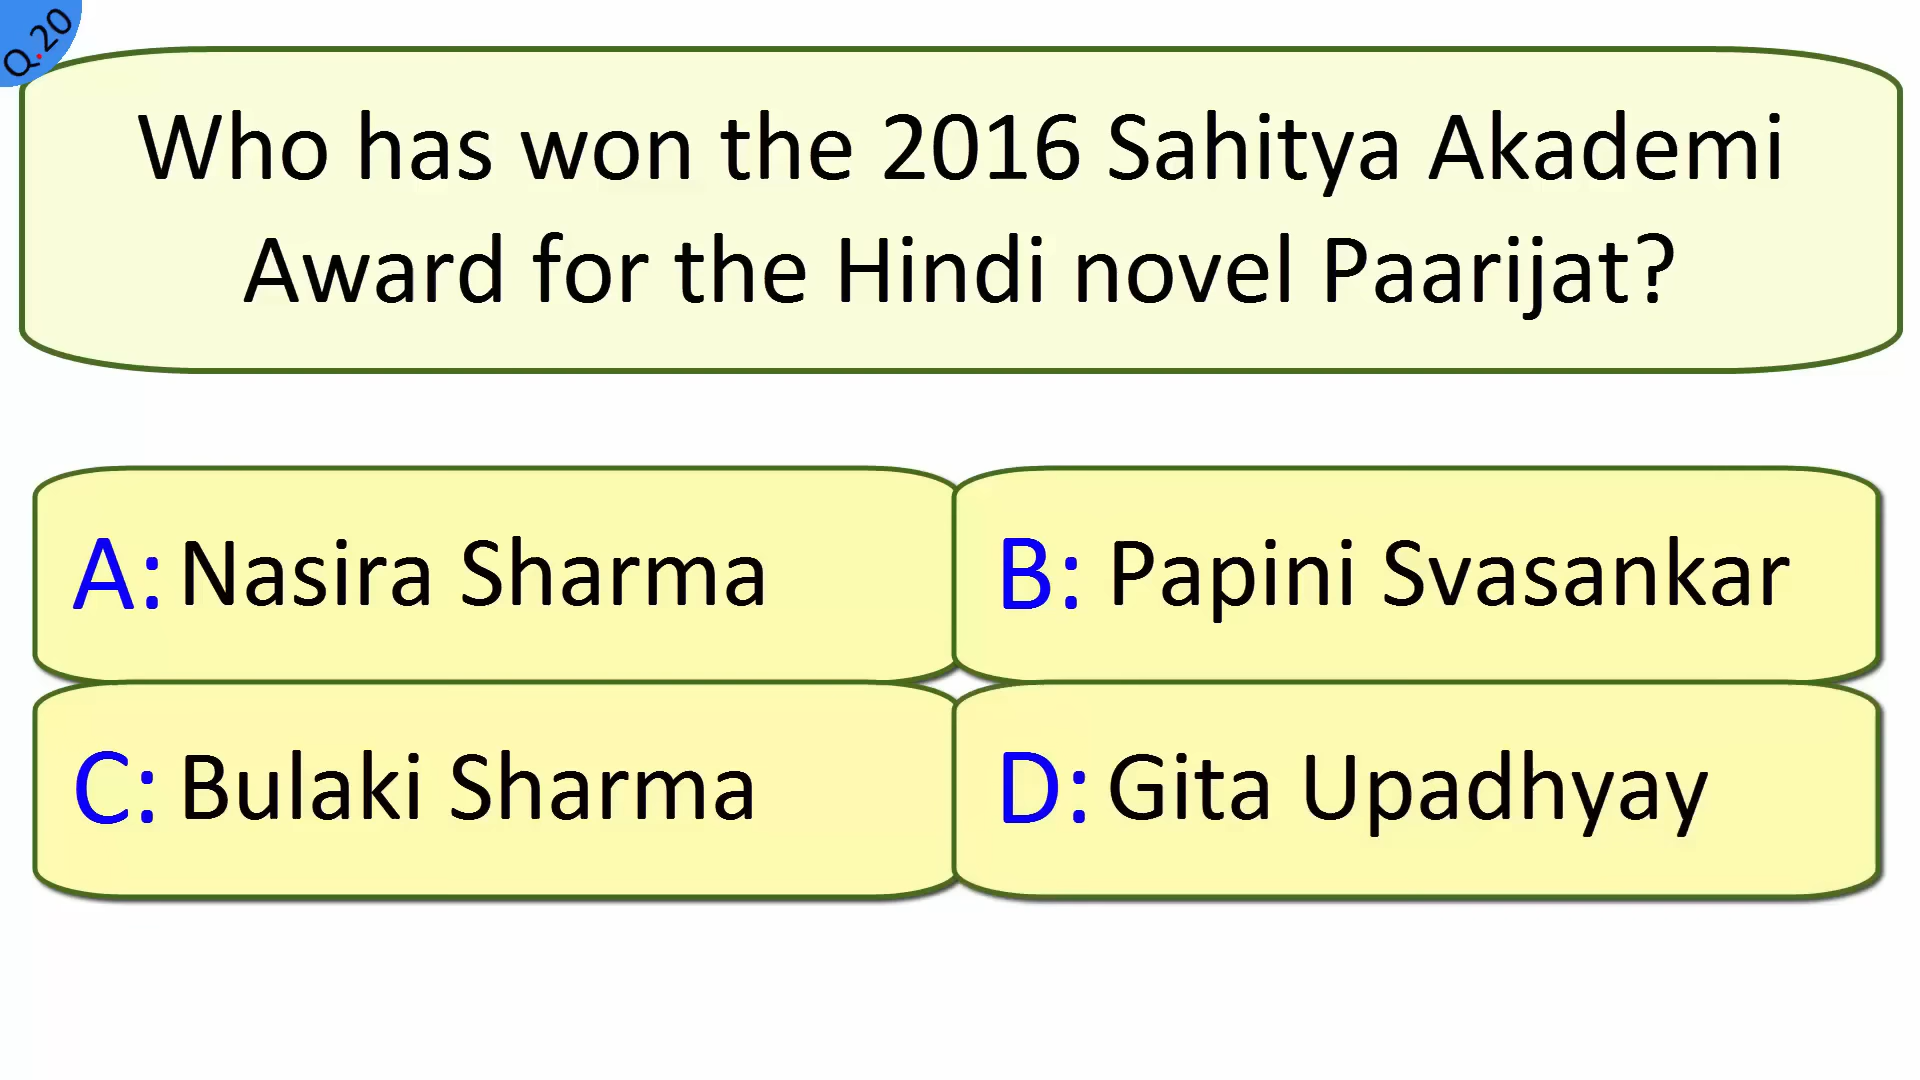 Q.20
Who has won the 2016 Sahitya Akademi
Award for the Hindi novel Paarijat?
A: Nasira Sharma
B: Papini Svasankar
C: Bulaki Sharma
D: Gita Upadhyay